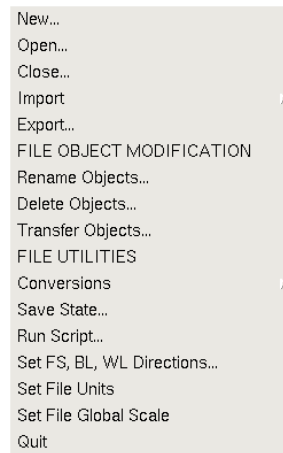 New...
Open...
Close...
Import
Export...
FILE OBJECT MODIFICATION
Rename Objects...
Delete Objects...
Transfer Objects...
FILE UTILITIES
Conversions
Save State...
Run Script...
Set FS, BL, WL Directions...
Set File Units
Set File Global Scale
Quit